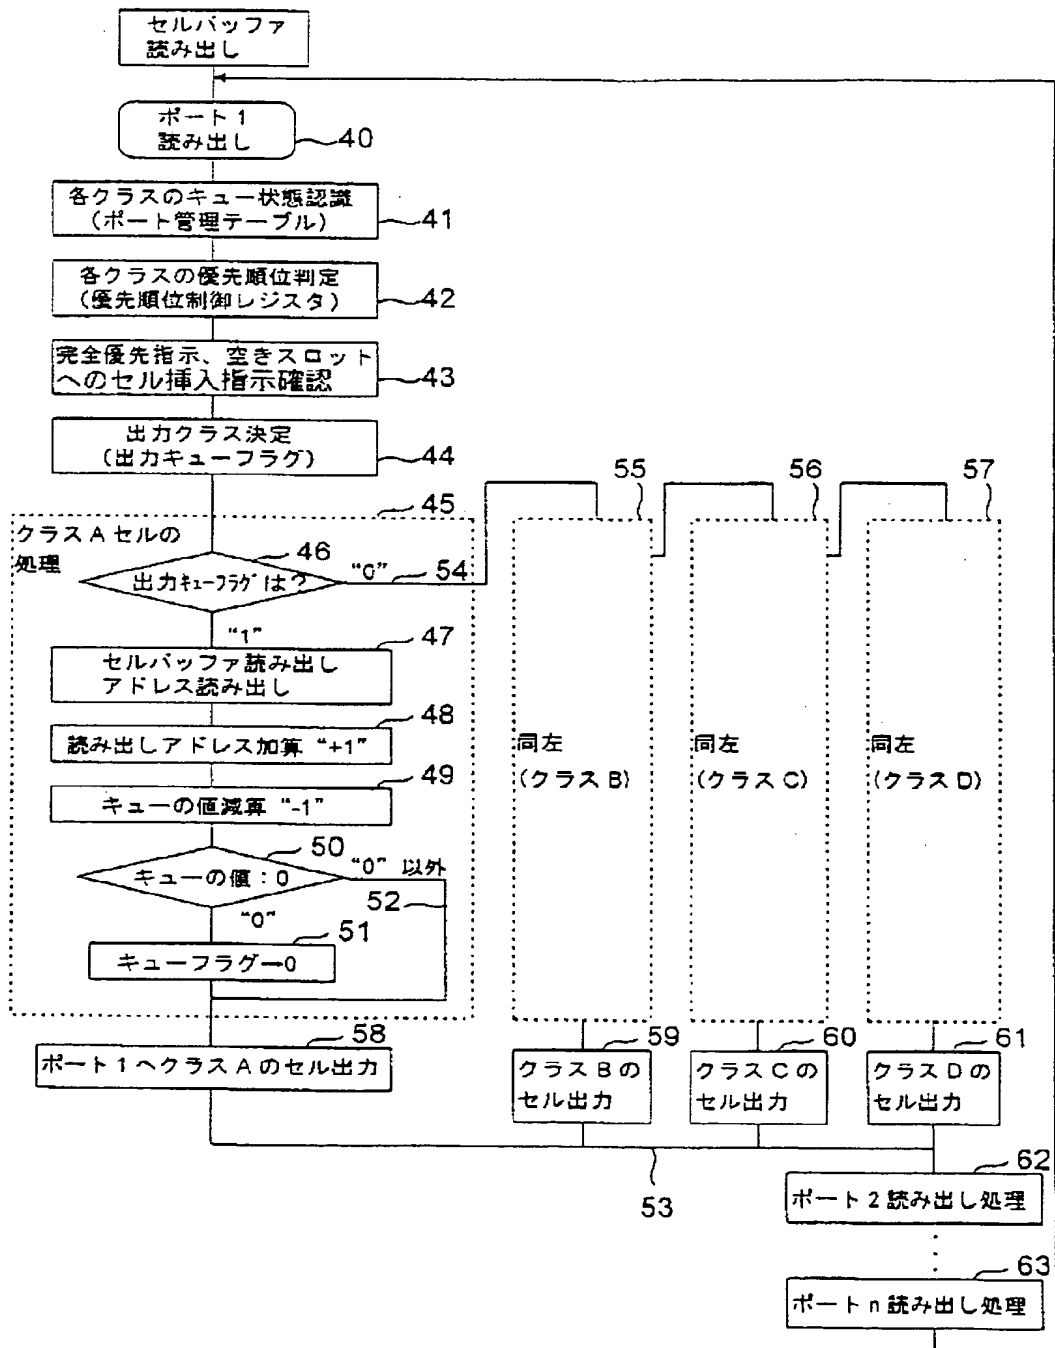 セルバッファ
読み出し
ポート1
読み出し
40
各クラスのキュー状態認識
(ポート管理テーブル)
41
各クラスの優先順位判定
(優先順位制御レジスタ)
42
完全優先指示、空きスロット
へのセル挿入指示確認
43
出力クラス決定
(出力キューフラグ)
44
45
クラスAセルの
処理
46
出力キューフラグは?
“0”
54
“1”
47
セルバッファ読み出し
アドレス読み出し
48
読み出しアドレス加算 “+1”
49
キューの値減再 “-1”
50
キューの値:0
“0” 以外
52
“0”
51
キューフラグ→0
58
ポート1へクラスAのセル出力
55
同左
(クラスB)
59
クラスBの
セル出力
56
同左
(クラスC)
60
クラスCの
セル出力
57
同左
(クラスD)
61
クラスDの
セル出力
53
62
ポート2読み出し処理
63
ポートn読み出し処理